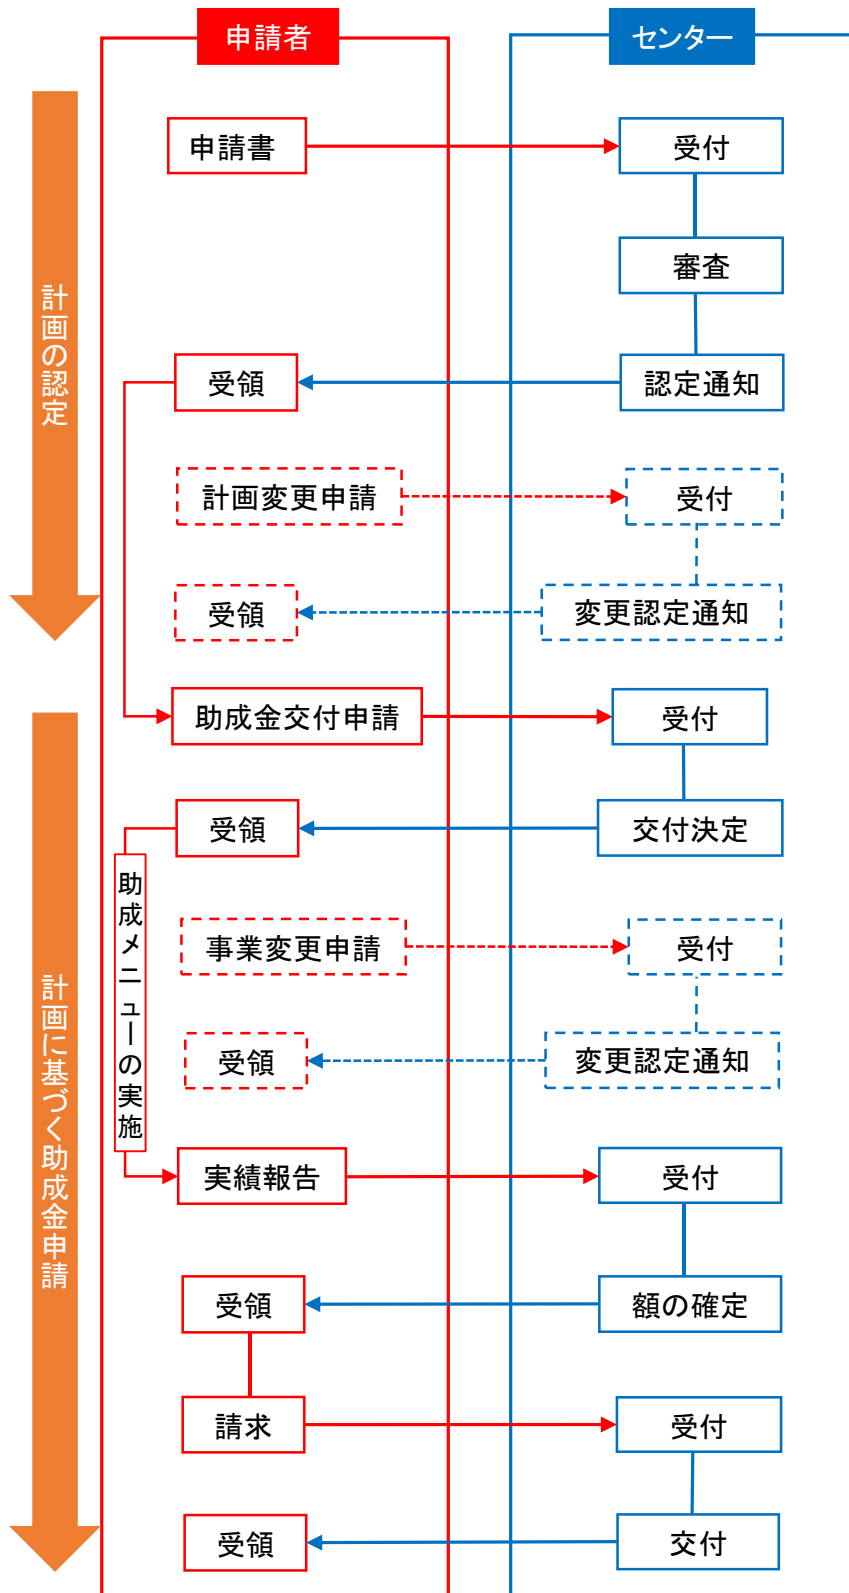 申請者
センター
計画の認定
申請書
受付
審査
受領
認定通知
計画変更申請
受付
受領
変更認定通知
計画に基づく助成金申請
助成金交付申請
受付
受領
交付決定
助成メニューの実施
事業変更申請
受付
受領
変更認定通知
実績報告
受付
受領
額の確定
請求
受付
受領
交付